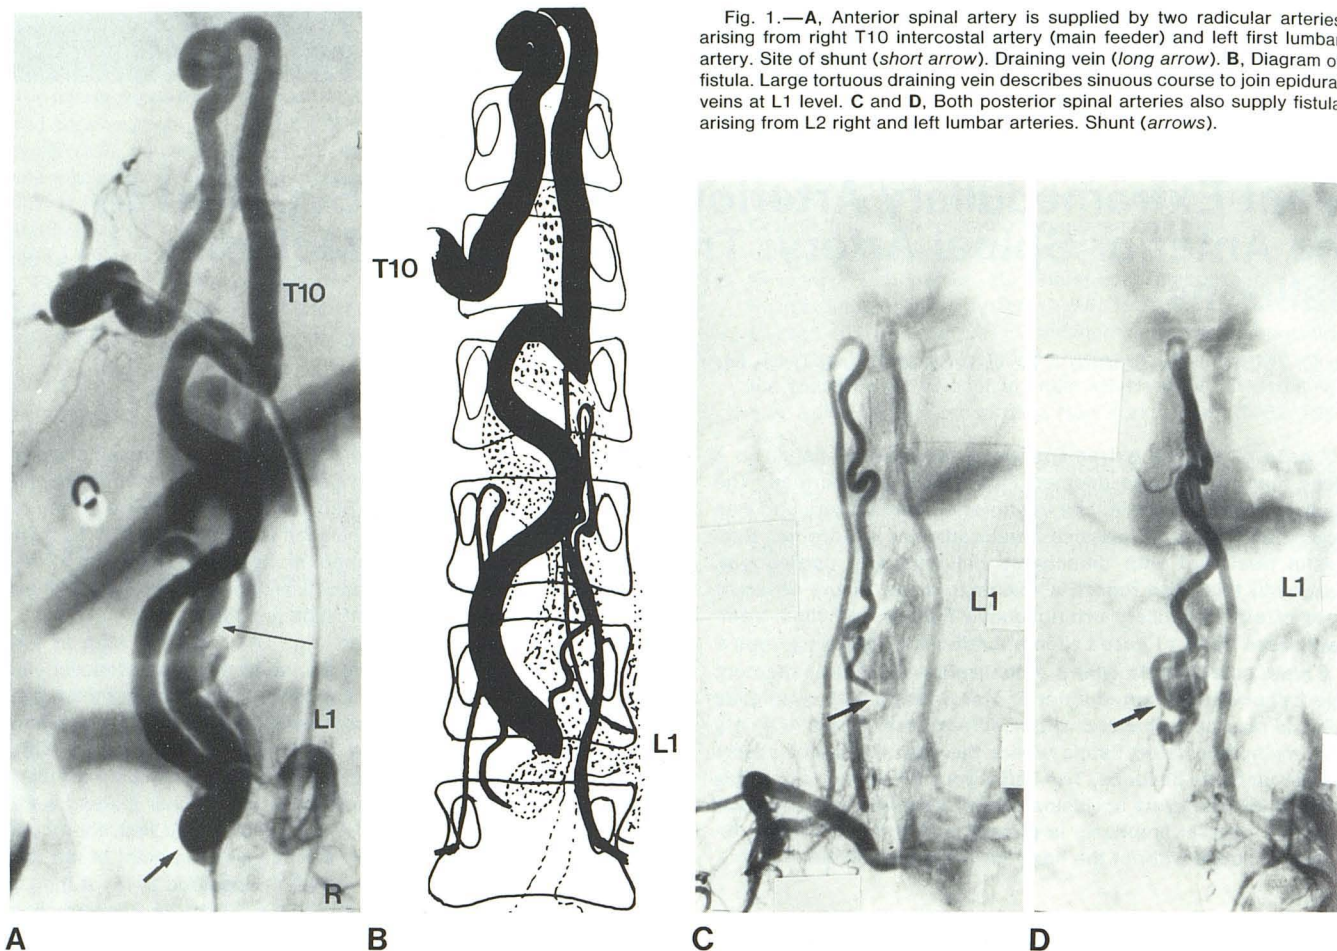 Fig. 1.—A, Anterior spinal artery is supplied by two radicular arteries
arising from right T10 intercostal artery (main feeder) and left first lumbar
artery. Site of shunt (short arrow). Draining vein (long arrow). B, Diagram o
fistula. Large tortuous draining vein describes sinuous course to join epidura
veins at L1 level. C and D, Both posterior spinal arteries also supply fistula
arising from L2 right and left lumbar arteries. Shunt (arrows).
T10
L1
R
T10
L1
L1
L1
A
B
C
D